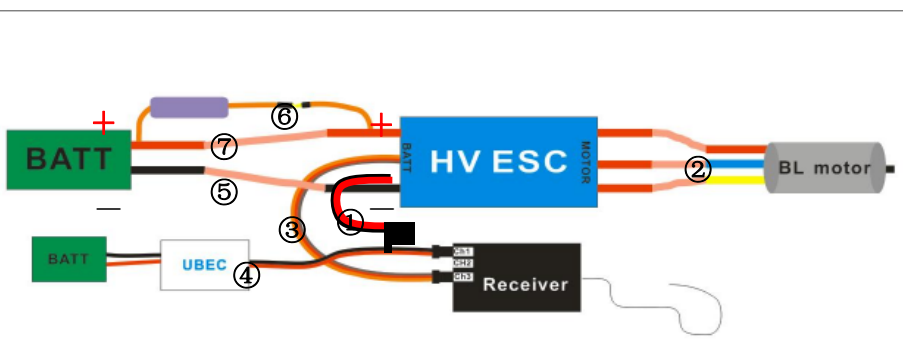 ⑥
+
+
⑦
BATT
BATT
HV ESC
MOTOR
②
BL motor
⑤
—
—
③
①
BATT
UBEC
④
Ch1
CH2
Ch3
Receiver